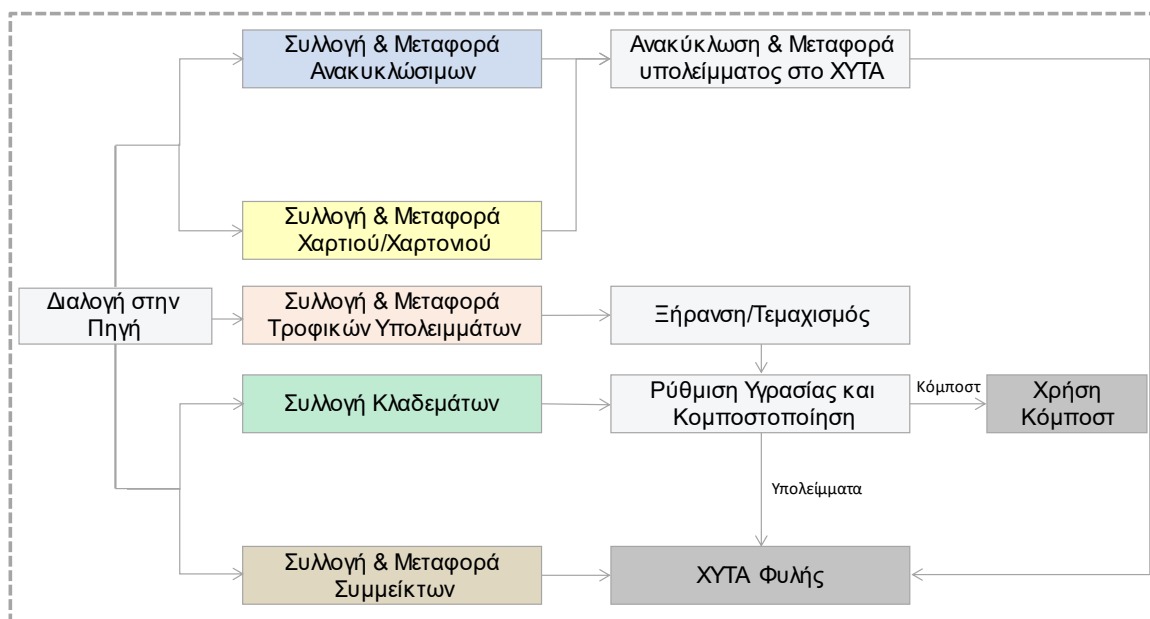 Συλλογή & Μεταφορά
Ανακυκλώσιμων
Ανακύκλωση & Μεταφορά
υπολείμματος στο ΧΥΤΑ
Συλλογή & Μεταφορά
Χαρτιού/Χαρτονιού
Διαλογή στην
Πηγή
Συλλογή & Μεταφορά
Τροφικών Υπολειμμάτων
Ξήρανση/Τεμαχισμός
Συλλογή Κλαδεμάτων
Ρύθμιση Υγρασίας και
Κομποστοποίηση
Κόμποστ
Χρήση
Κόμποστ
Υπολείμματα
Συλλογή & Μεταφορά
Συμμείκτων
ΧΥΤΑ Φυλής